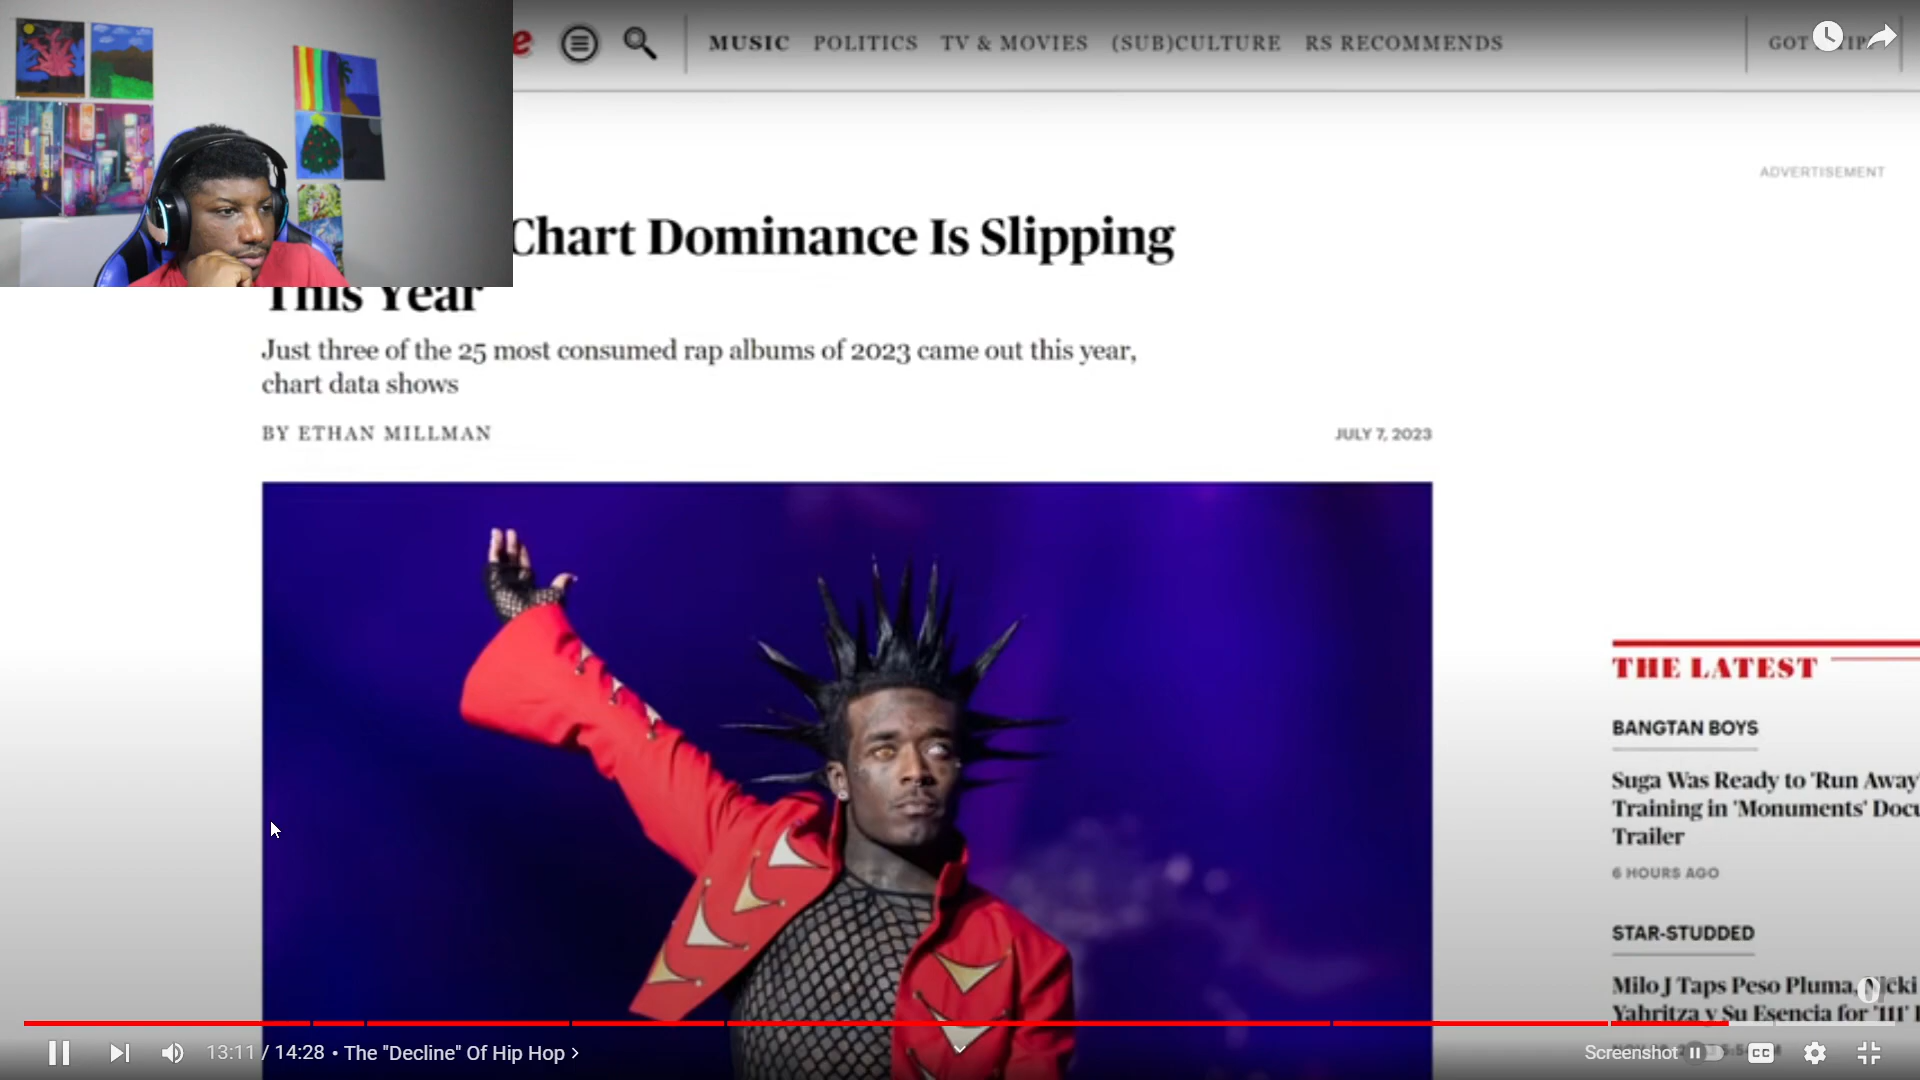 e
MUSIC POLITICS TV & MOVIES (SUB)CULTURE RS RECOMMENDS
GOT
ADVERTISEMENT
Chart Dominance Is Slipping
This Year
Just three of the 25 most consumed rap albums of 2023 came out this year,
chart data shows
BY ETHAN MILLMAN
JULY 7, 2023
THE LATEST
BANGTAN BOYS
Suga Was Ready to 'Run Away'
Training in 'Monuments' Docu
Trailer
6 HOURS AGO
STAR-STUDDED
Milo J Taps Peso Pluma, Nicki
Yahritza y Su Esencia for '111'
13:11 / 14:28 • The "Decline" Of Hip Hop >
Screenshot
CC